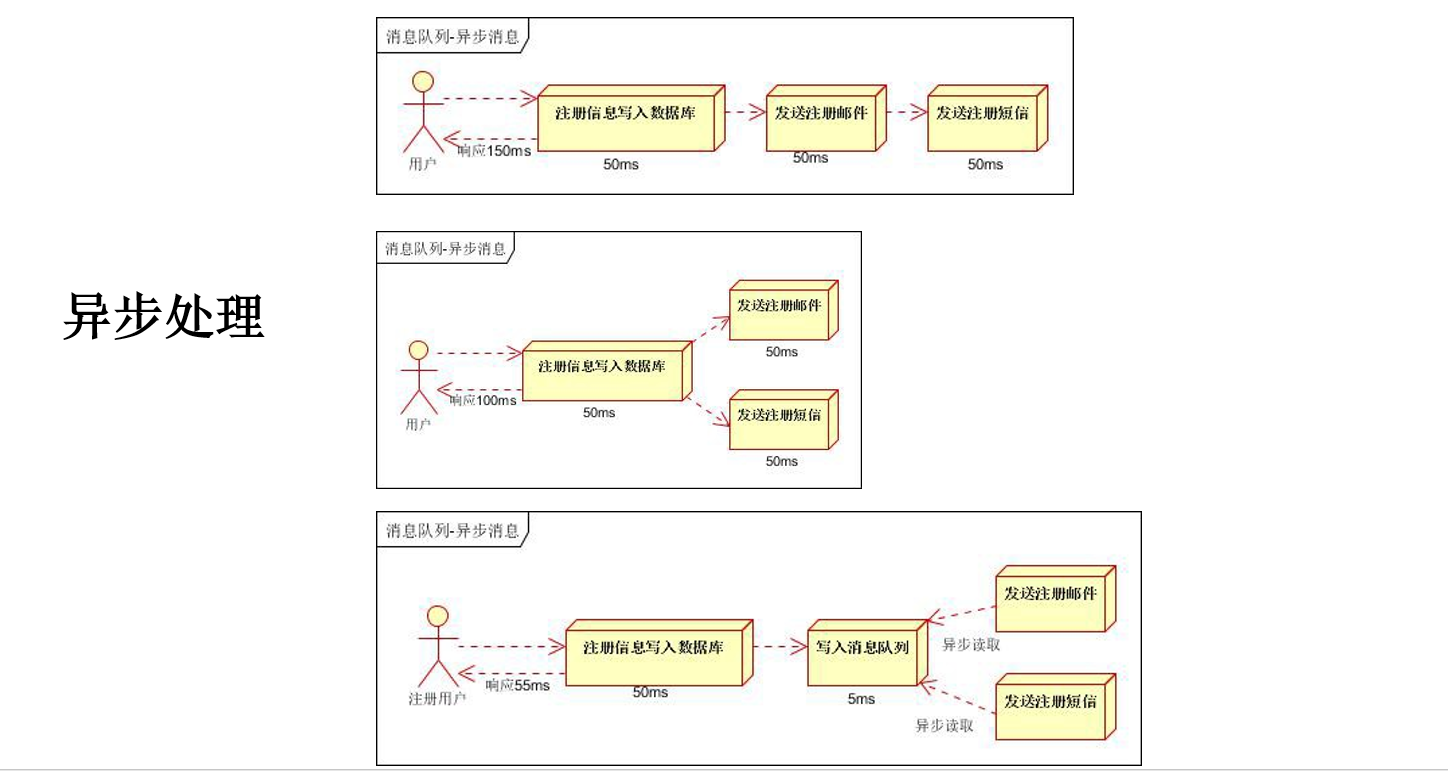 消息队列-异步消息
注册信息写入数据库
发送注册邮件
发送注册短信
响应150ms
用户
50ms
50ms
50ms
异步处理
消息队列-异步消息
发送注册邮件
50ms
注册信息写入数据库
响应100ms
用户
50ms
发送注册短信
50ms
消息队列-异步消息
发送注册邮件
异步读取
注册信息写入数据库
写入消息队列
响应55ms
注册用户
50ms
5ms
发送注册短信
异步读取